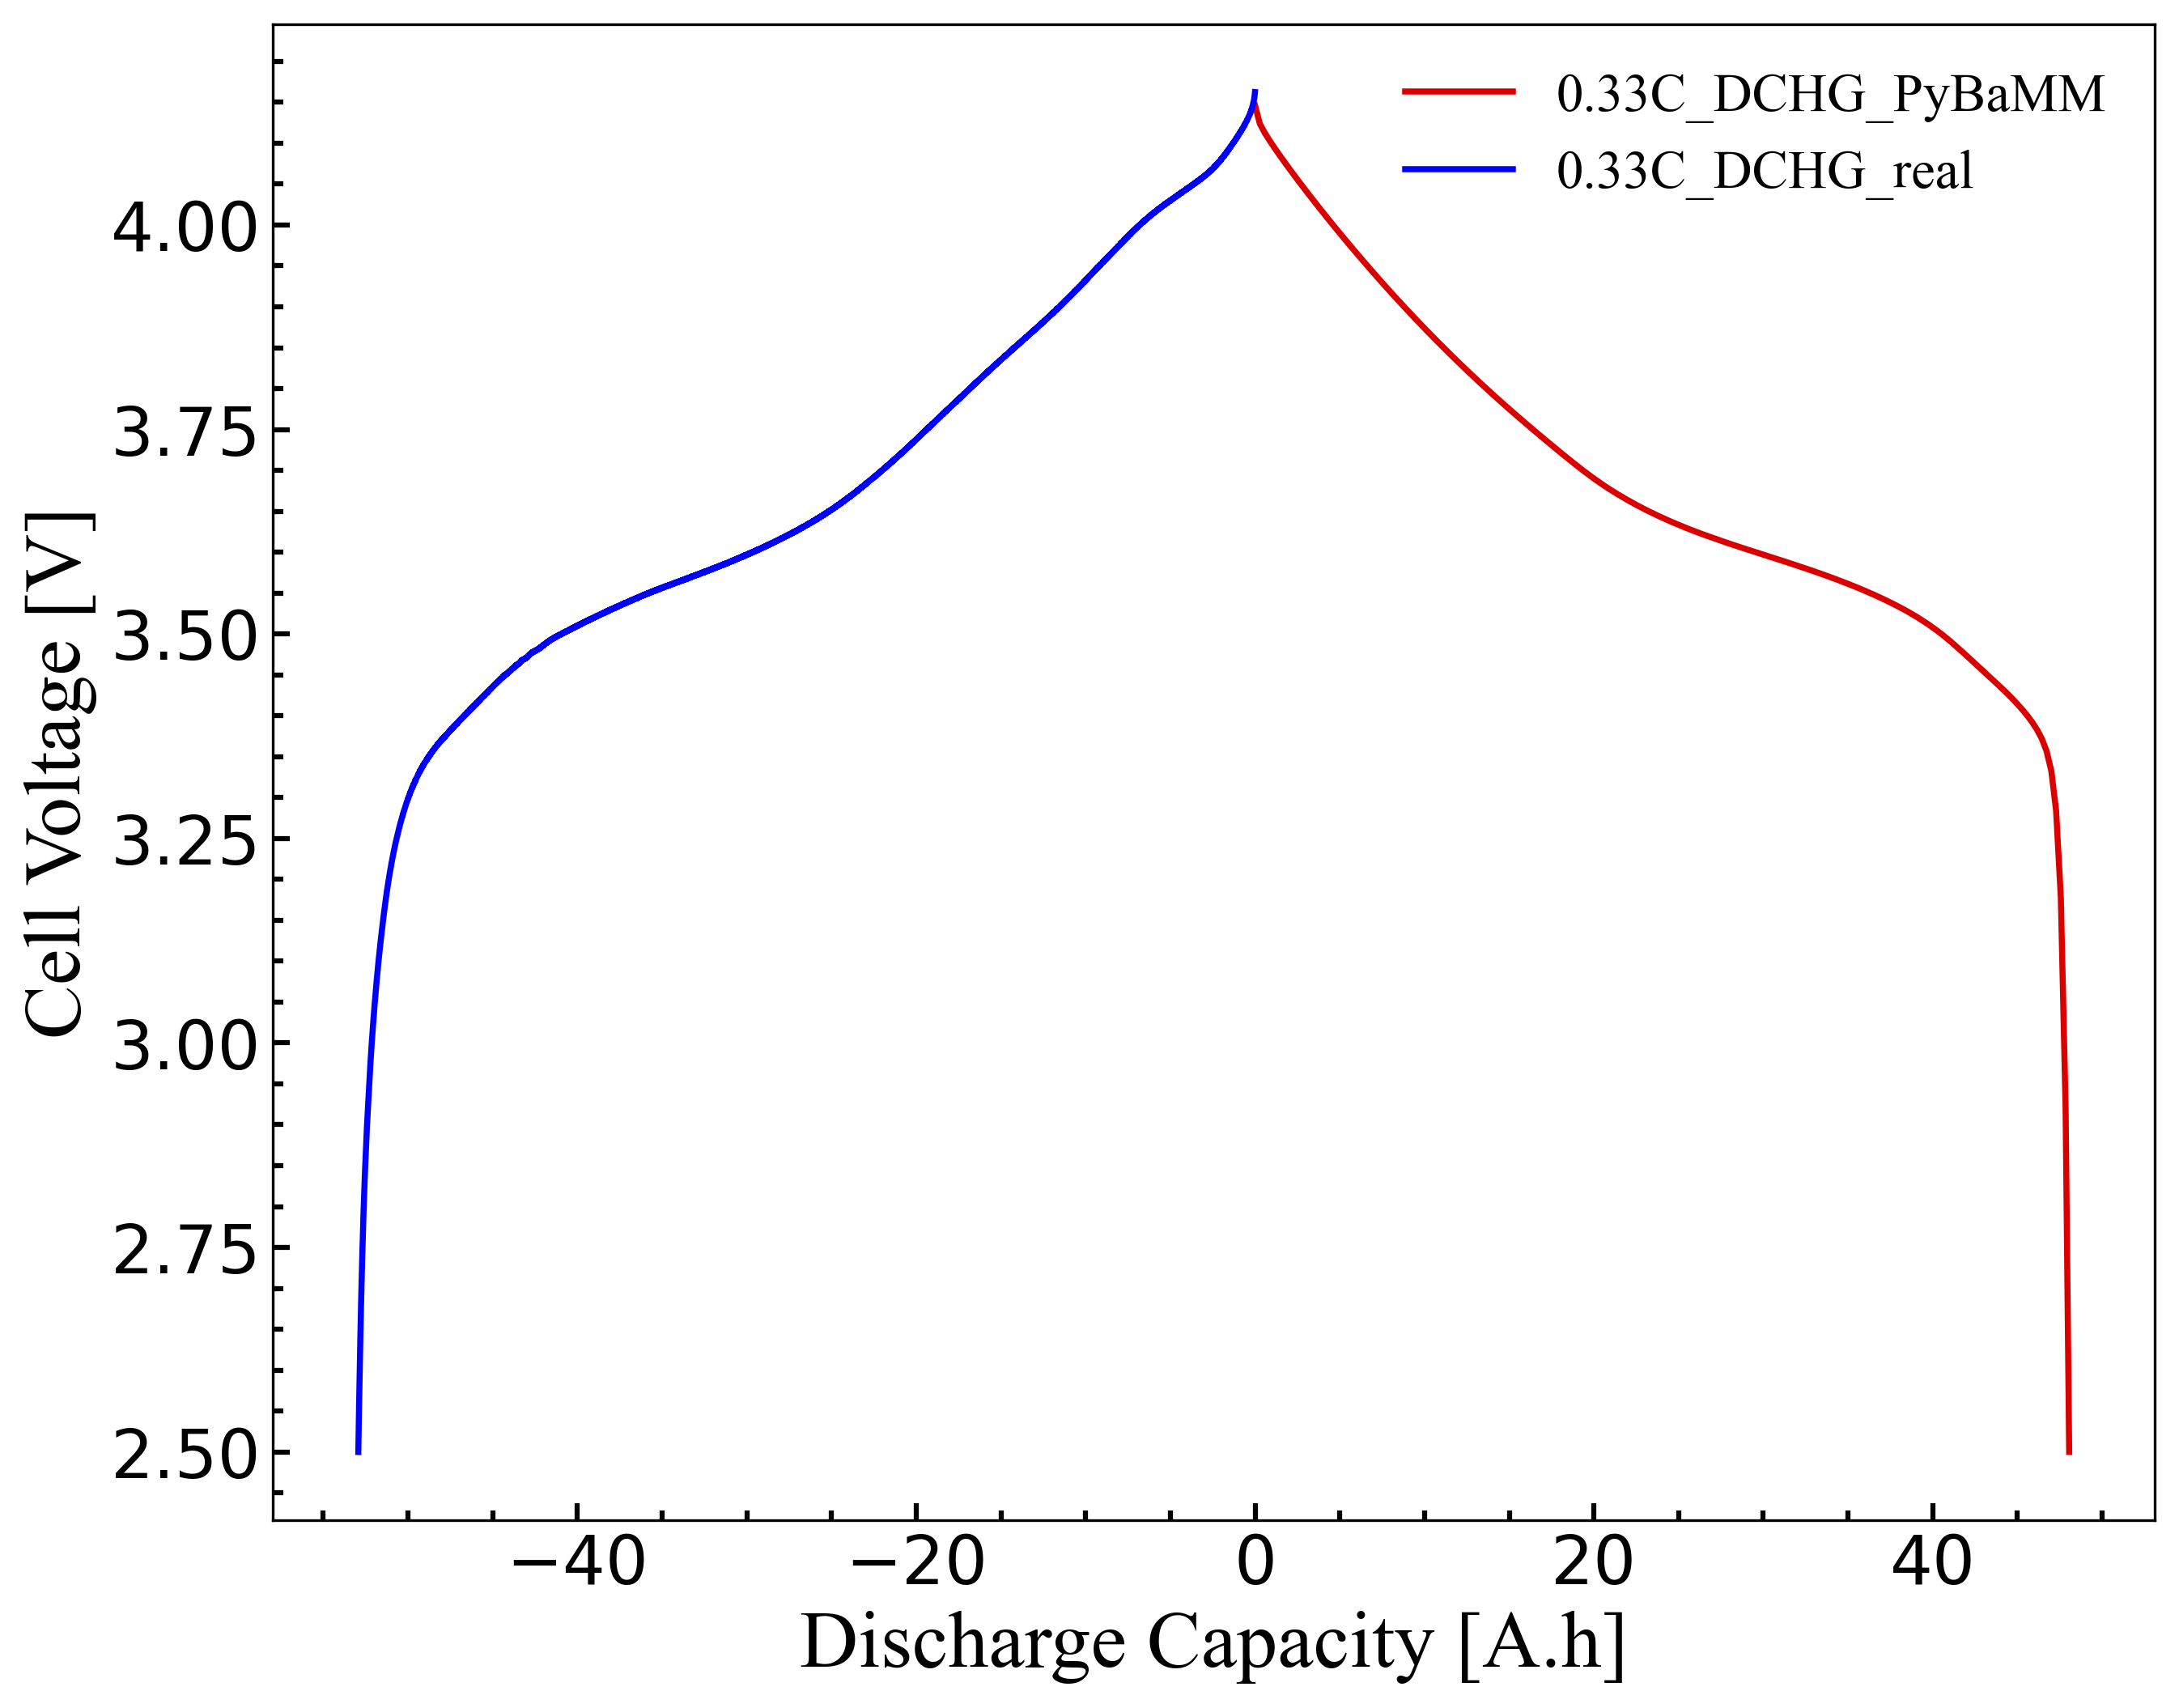 0.33C_DCHG_PyBaMM
0.33C_DCHG_real
4.00
3.75
3.50
3.25
3.00
2.75
2.50
Cell Voltage [V]
−40 −20 0 20 40
Discharge Capacity [A.h]